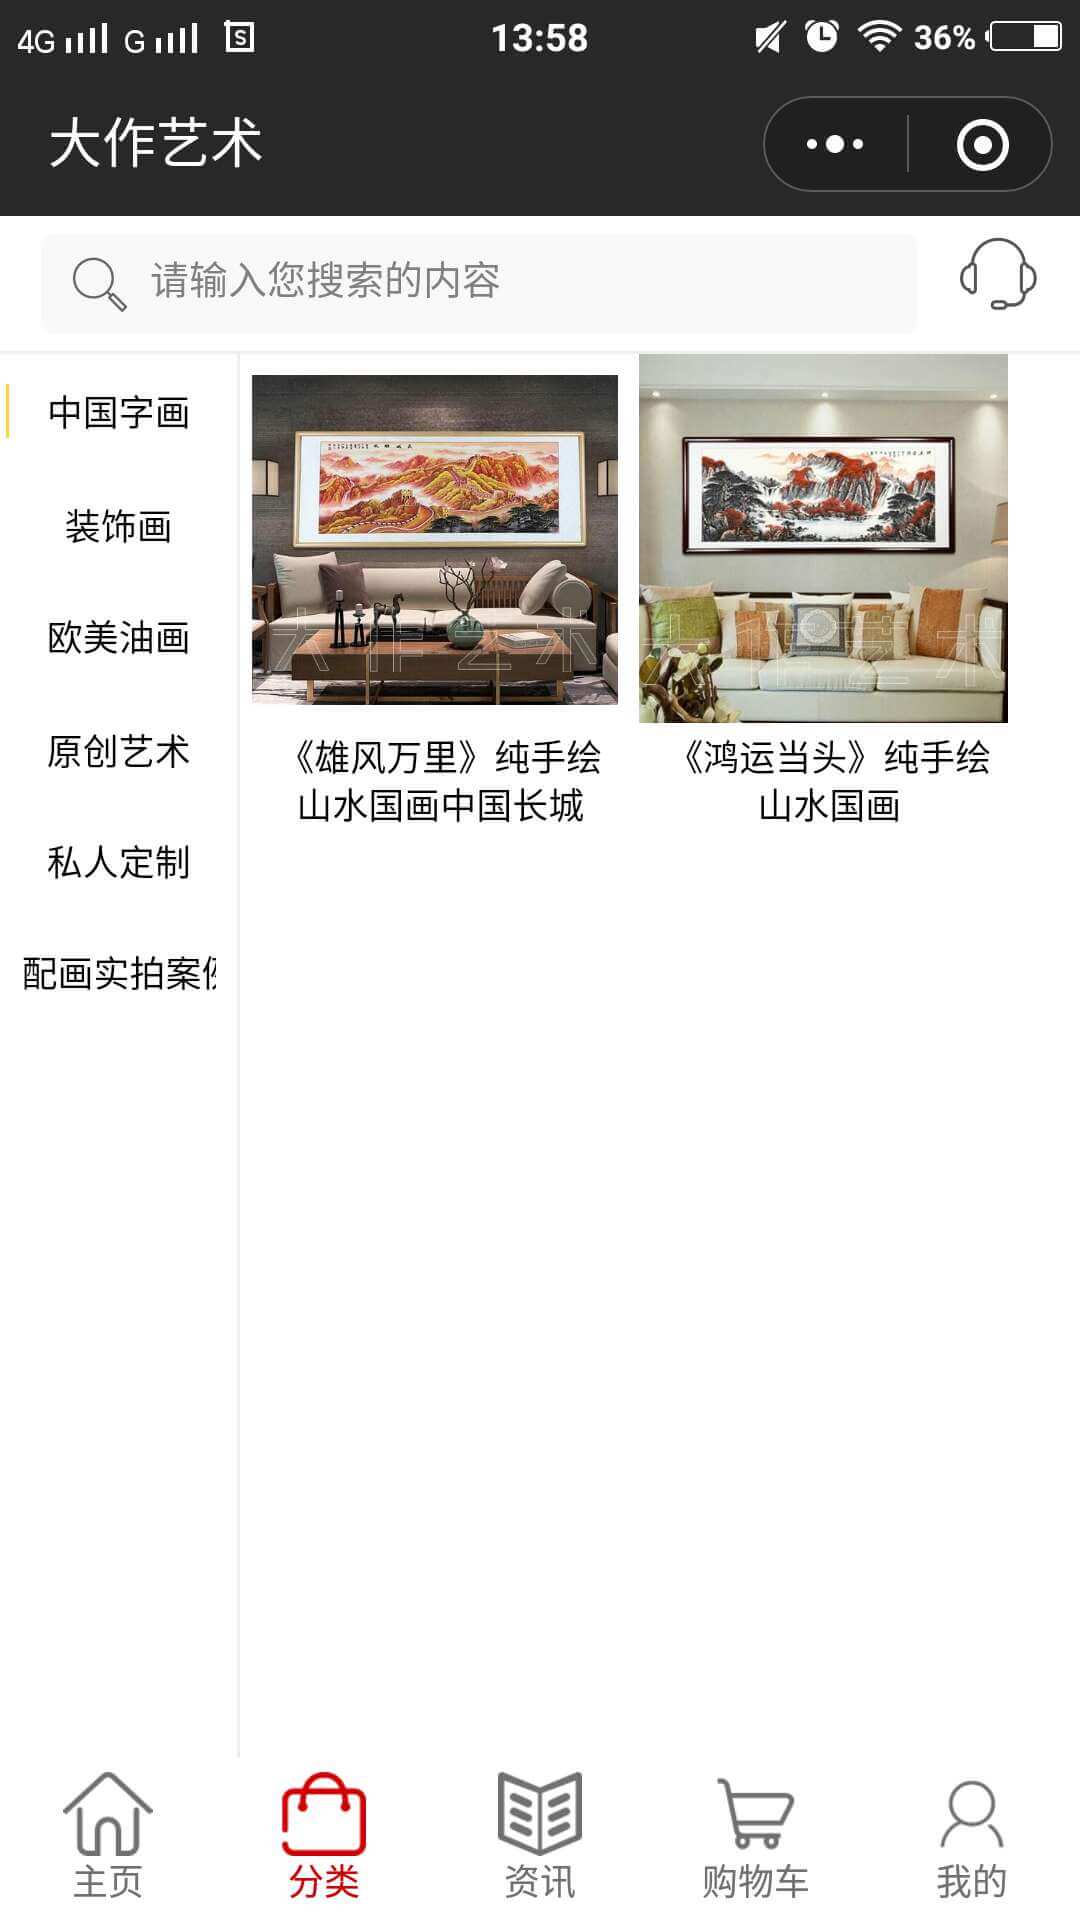 4G G S 13:58 36%
大作艺术
请输入您搜索的内容
中国字画
装饰画
欧美油画
原创艺术
私人定制
配画实拍案
大作艺术
大作艺术
《雄风万里》纯手绘
山水国画中国长城
《鸿运当头》纯手绘
山水国画
主页
分类
资讯
购物车
我的